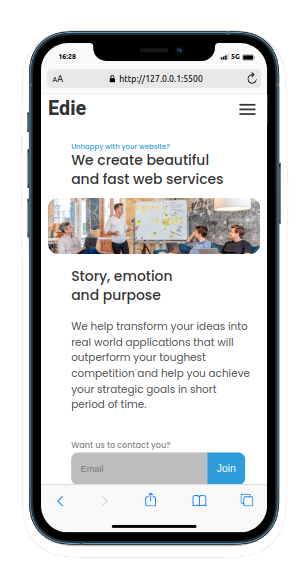 16:28
5G
AA
http://127.0.0.1:5500
Edie
Unhappy with your website?
We create beautiful
and fast web services
Story, emotion
and purpose
We help transform your ideas into
real world applications that will
outperform your toughest
competition and help you achieve
your strategic goals in short
period of time.
Want us to contact you?
Email
Join